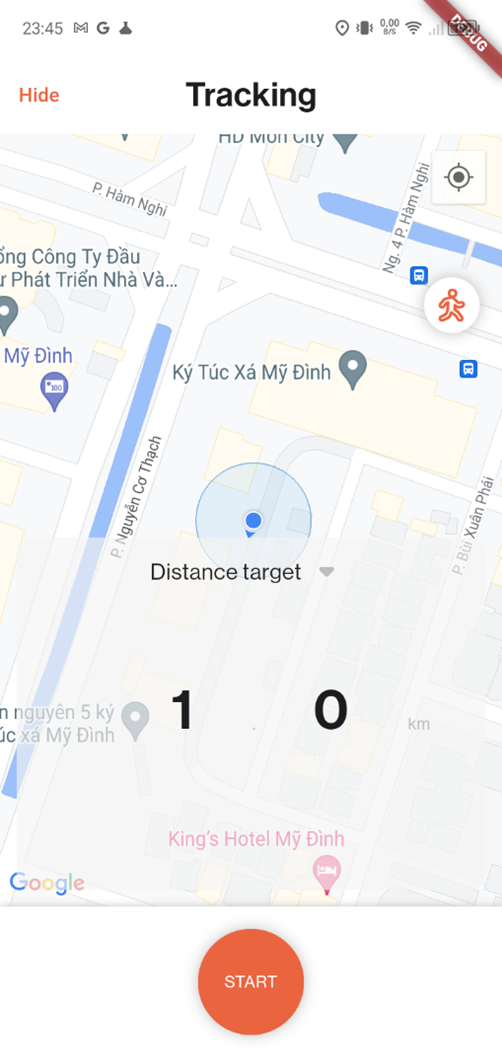 23:45
G
0,00
B/S
DEBUG
Hide
Tracking
HD Mon City
P. Hàm Nghi
Ng. 4 P. Hàm Nghi
ổng Công Ty Đầu
ư Phát Triển Nhà Và...
Mỹ Đình
100
Ký Túc Xá Mỹ Đình
P. Nguyễn Cơ Thạch
P. Bùi Xuân Phái
Distance target
1 . 0 km
n nguyên 5 ký
úc xá Mỹ Đình
King's Hotel Mỹ Đình
Google
START